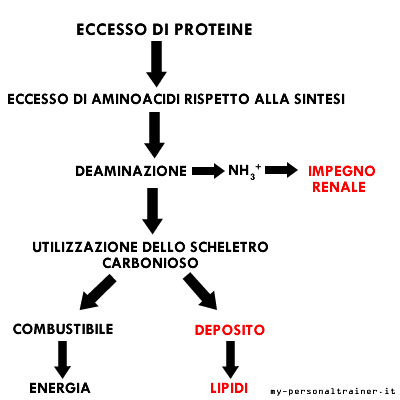 ECCESSO DI PROTEINE
ECCESSO DI AMINOACIDI RISPETTO ALLA SINTESI
DEAMINAZIONE
NH3+
IMPEGNO
RENALE
UTILIZZAZIONE DELLO SCHELETRO
CARBONIOSO
COMBUSTIBILE
DEPOSITO
ENERGIA
LIPIDI
my-personaltrainer.it